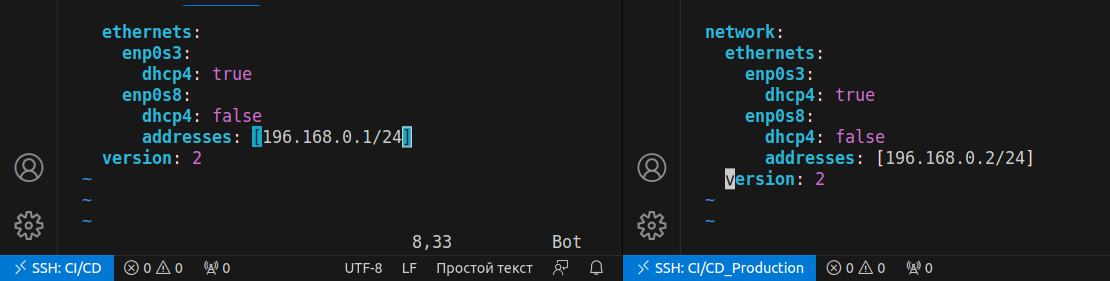 ethernets:
enp0s3:
dhcp4: true
enp0s8:
dhcp4: false
addresses: [196.168.0.1/24]
version: 2
~
~
~
8,33 Bot
SSH: CI/CD 0 0 0 UTF-8 LF Простой текст
network:
ethernets:
enp0s3:
dhcp4: true
enp0s8:
dhcp4: false
addresses: [196.168.0.2/24]
version: 2
~
~
SSH: CI/CD_Production 0 0 0